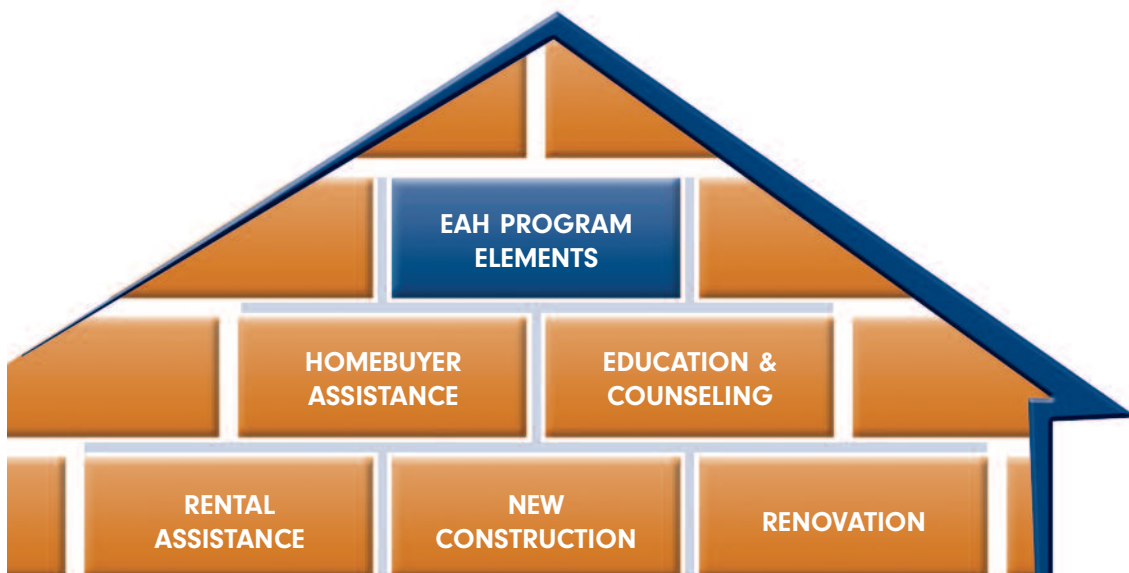 EAH PROGRAM
ELEMENTS
HOMEBUYER
ASSISTANCE
EDUCATION &
COUNSELING
RENTAL
ASSISTANCE
NEW
CONSTRUCTION
RENOVATION